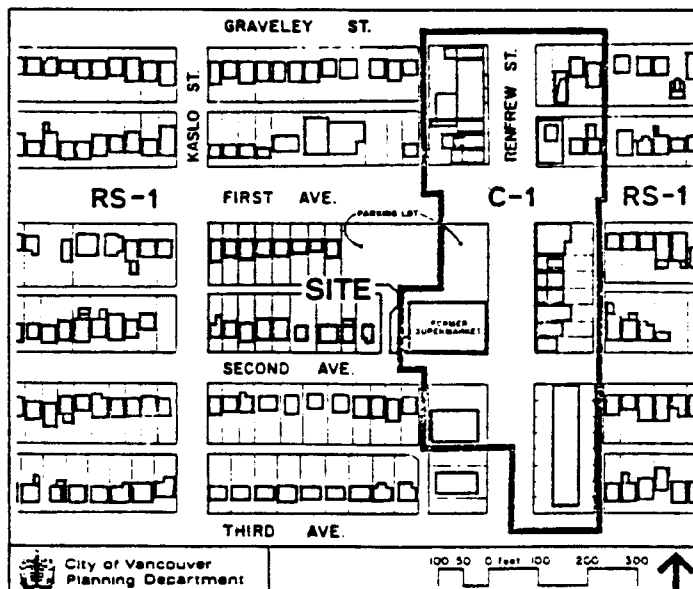 GRAVELEY ST.
KASLO ST.
RENFREW ST.
RS-1
FIRST AVE.
C-1
RS-1
PARKING LOT
SITE
FORMER
SUPERMARKET
SECOND AVE.
THIRD AVE.
City of Vancouver
Planning Department
100 50 0 feet 100 200 300